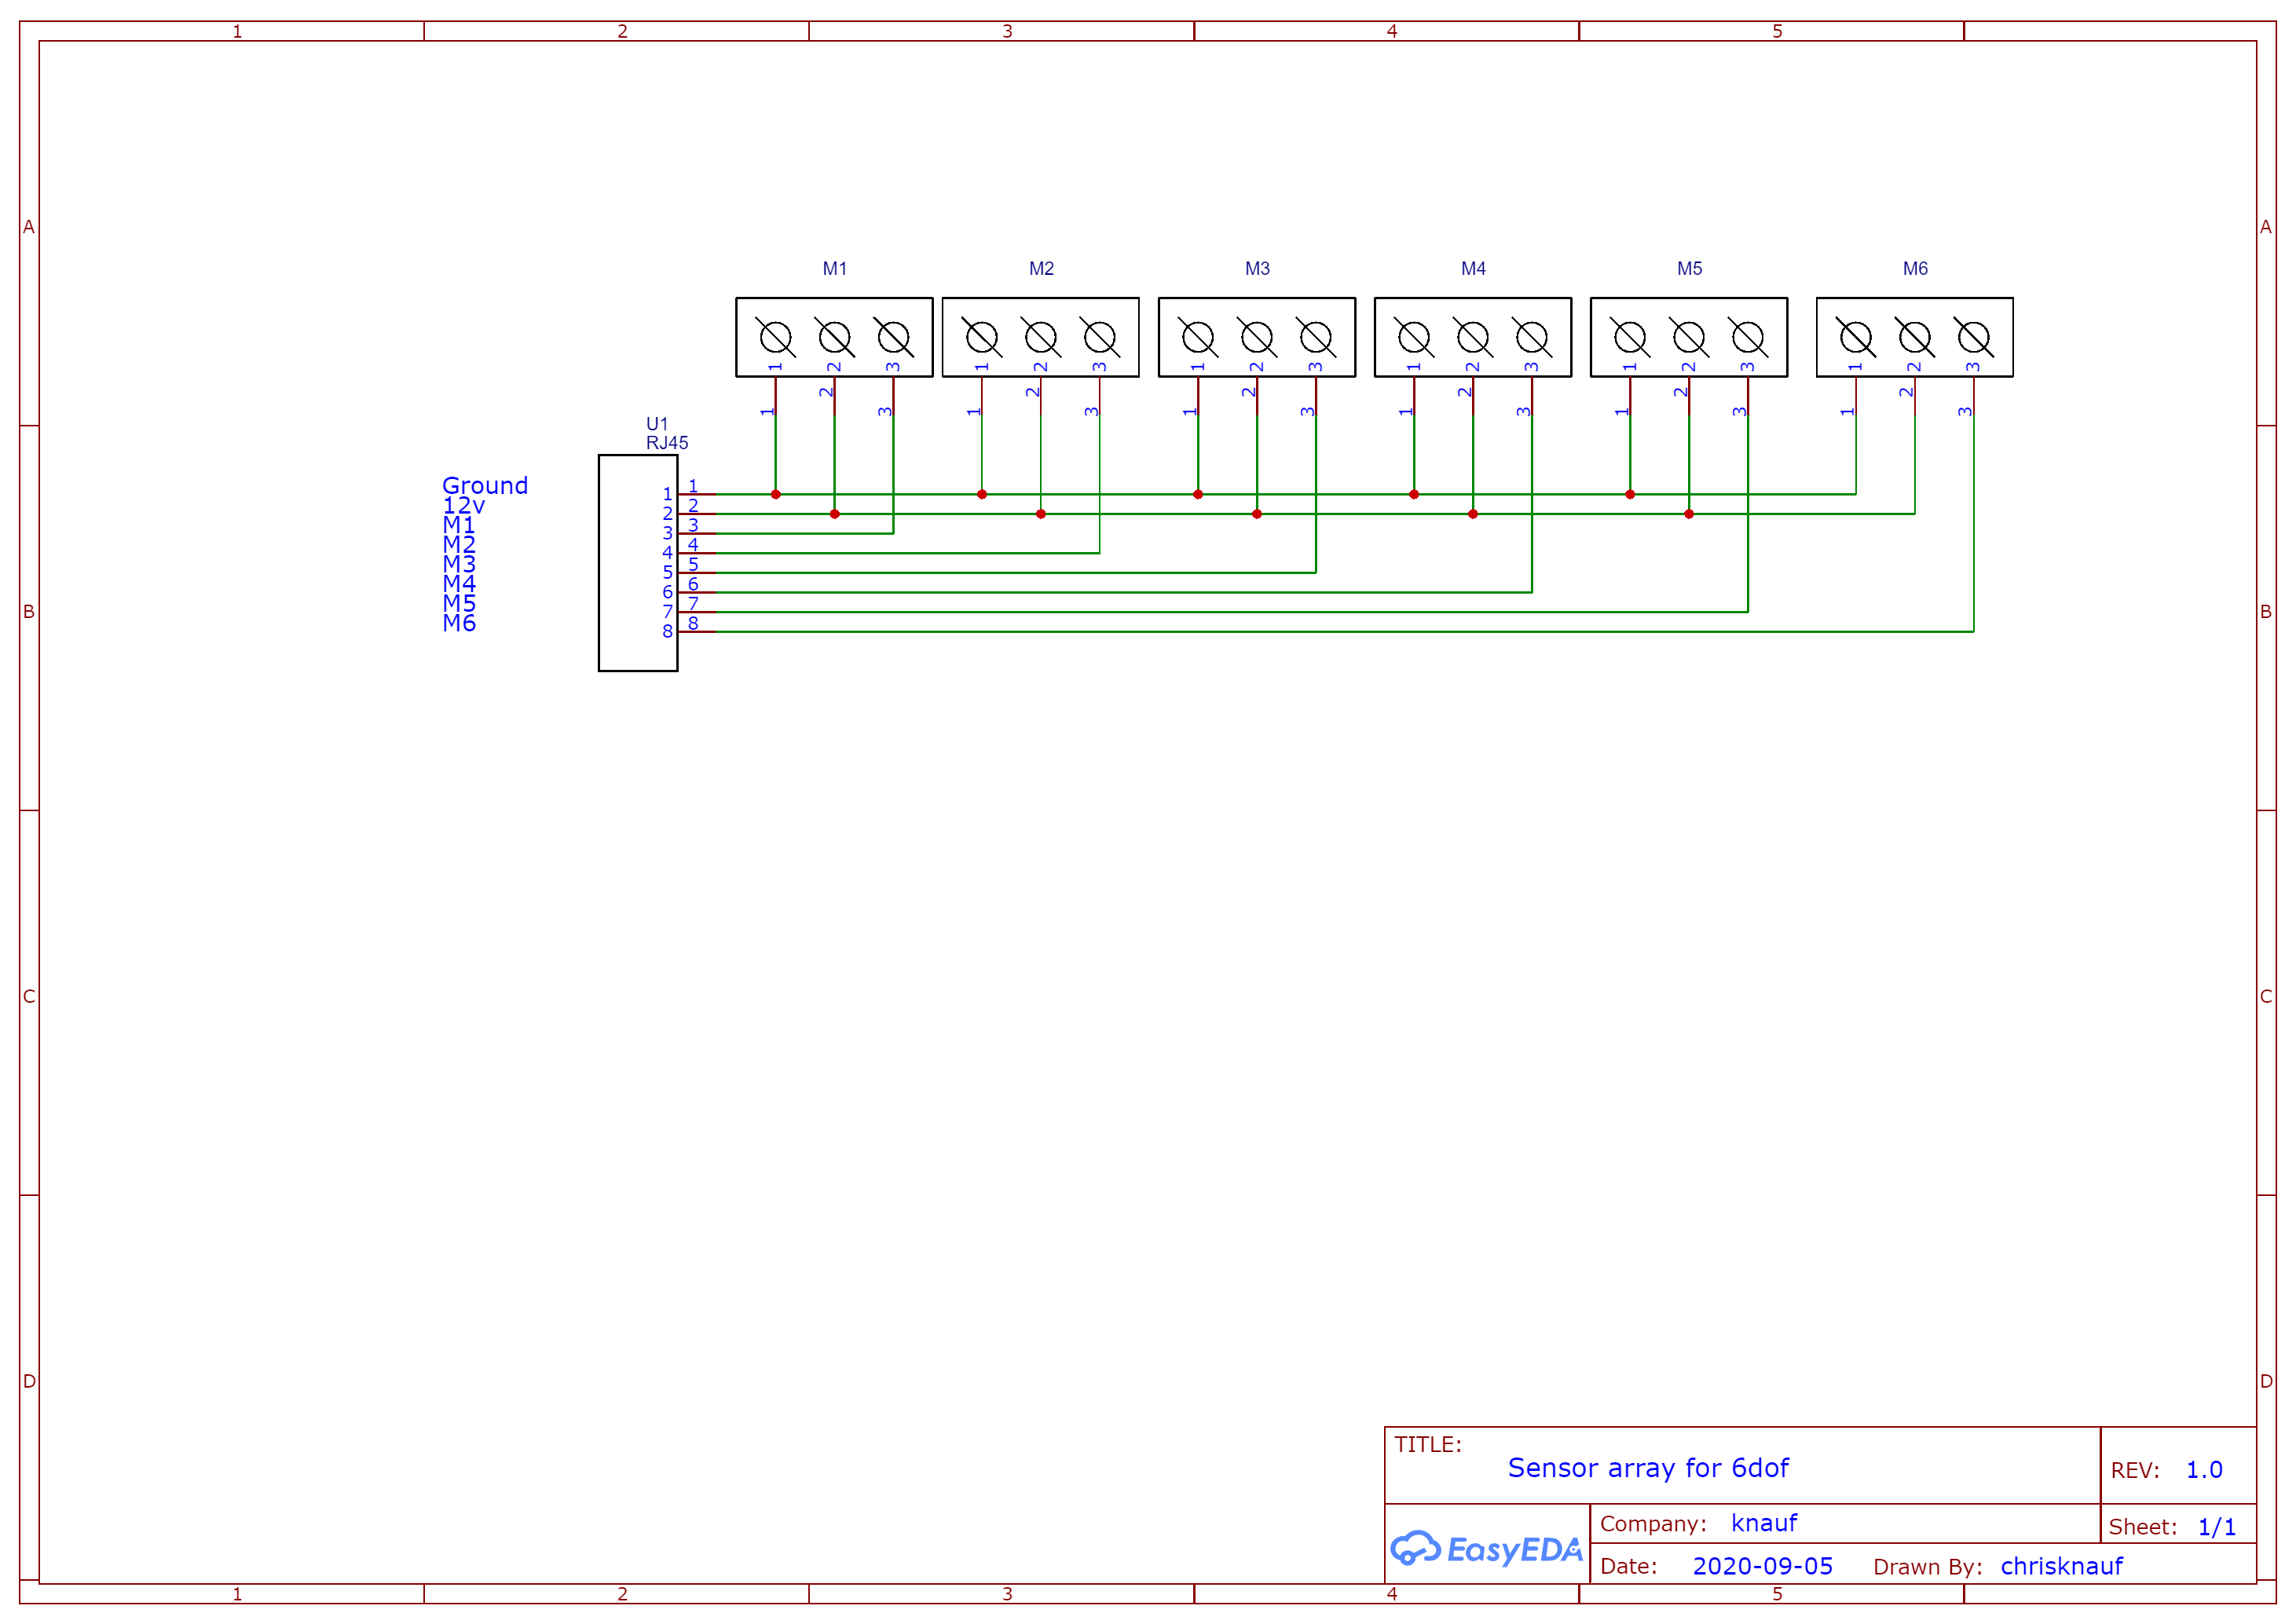 1 2 3 4 5
A A
M1 M2 M3 M4 M5 M6
1 2 3 1 2 3 1 2 3 1 2 3 1 2 3 1 2 3
2 2 2 2 2 2
1 3 1 3 1 3 1 3 1 3 1 3
U1
RJ45
Ground 1 1
12v 2 2
M1 3 3
M2 4 4
M3 5 5
M4 6 6
M5 7 7
M6 8 8
B B
C C
D D
TITLE:
Sensor array for 6dof
REV: 1.0
EasyEDA
Company: knauf
Sheet: 1/1
Date: 2020-09-05 Drawn By: chrisknauf
1 2 3 4 5